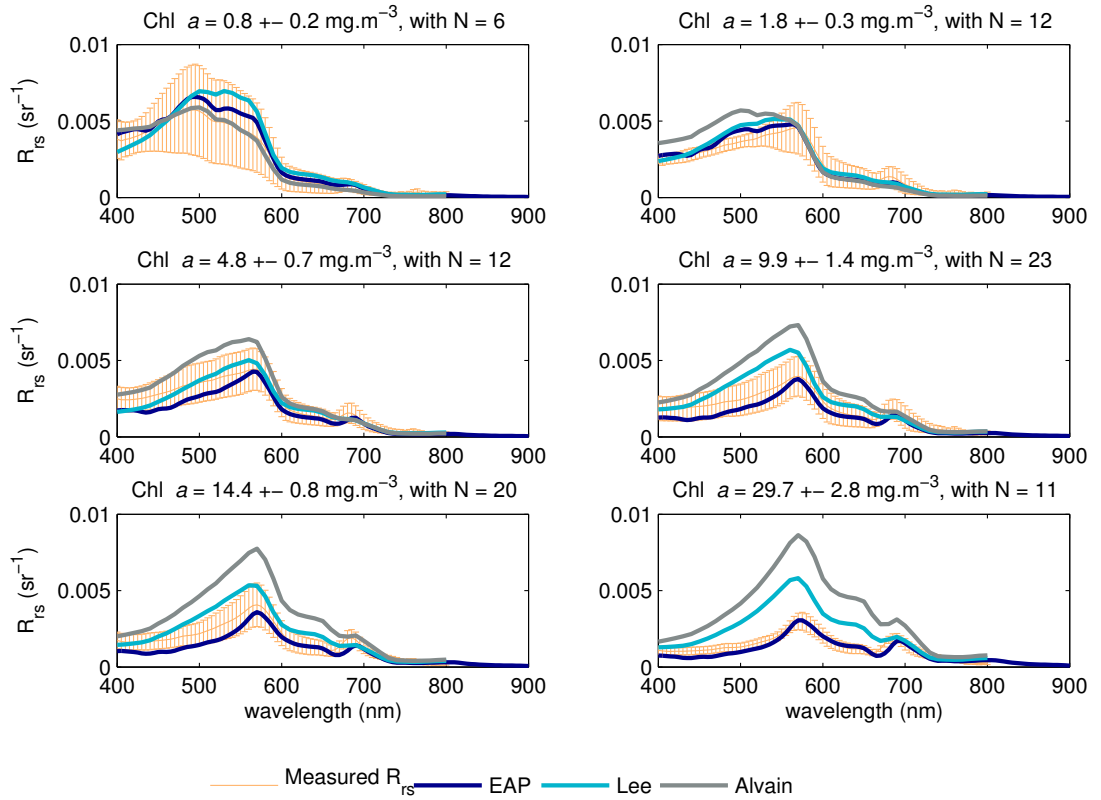 Chl a = 0.8 +− 0.2 mg.m⁻³, with N = 6
Chl a = 1.8 +− 0.3 mg.m⁻³, with N = 12
0.01
0.005
0
R_rs (sr⁻¹)
400 500 600 700 800 900
0.01
0.005
0
400 500 600 700 800 900
Chl a = 4.8 +− 0.7 mg.m⁻³, with N = 12
Chl a = 9.9 +− 1.4 mg.m⁻³, with N = 23
0.01
0.005
0
R_rs (sr⁻¹)
400 500 600 700 800 900
0.01
0.005
0
400 500 600 700 800 900
Chl a = 14.4 +− 0.8 mg.m⁻³, with N = 20
Chl a = 29.7 +− 2.8 mg.m⁻³, with N = 11
0.01
0.005
0
R_rs (sr⁻¹)
400 500 600 700 800 900
wavelength (nm)
0.01
0.005
0
400 500 600 700 800 900
wavelength (nm)
Measured R_rs EAP Lee Alvain